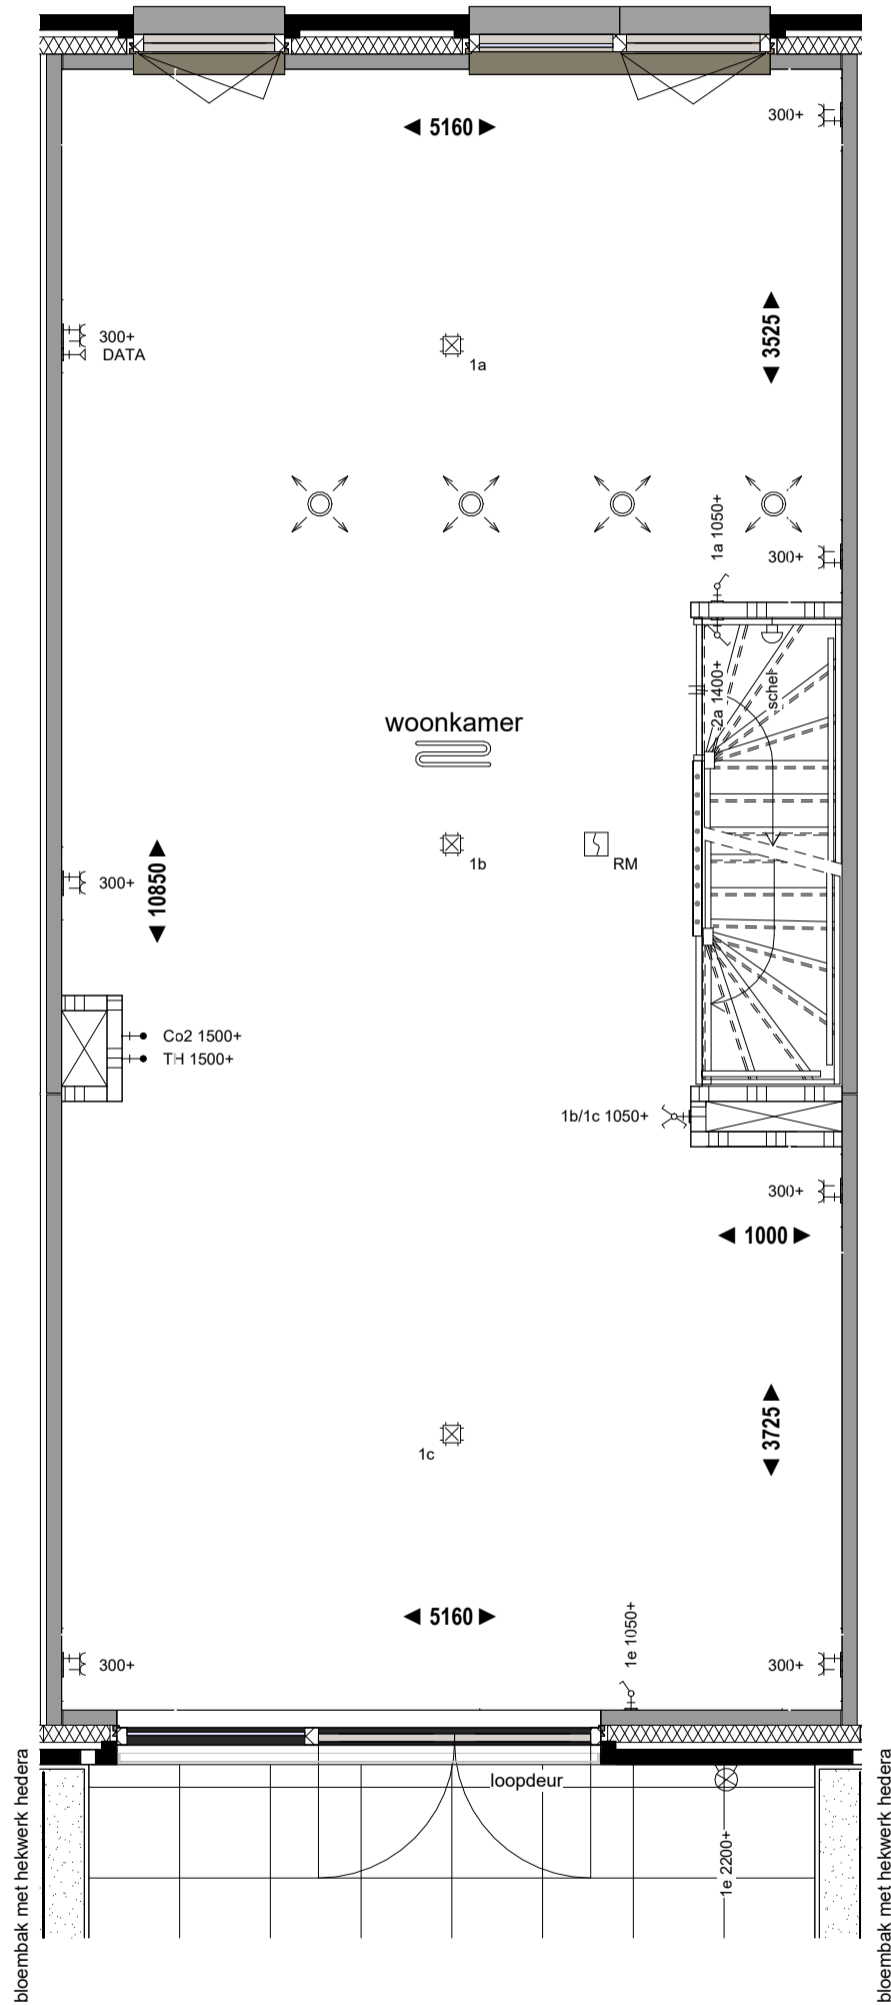 5160
300+
3525
300+
DATA
1a
1a 1050+
300+
2a 1400+
schel
woonkamer
1b
RM
10850
300+
Co2 1500+
TH 1500+
1b/1c 1050+
300+
1000
3725
1c
5160
1e 1050+
300+
300+
loopdeur
1e 2200+
bloembak met hekwerk hedera
bloembak met hekwerk hedera